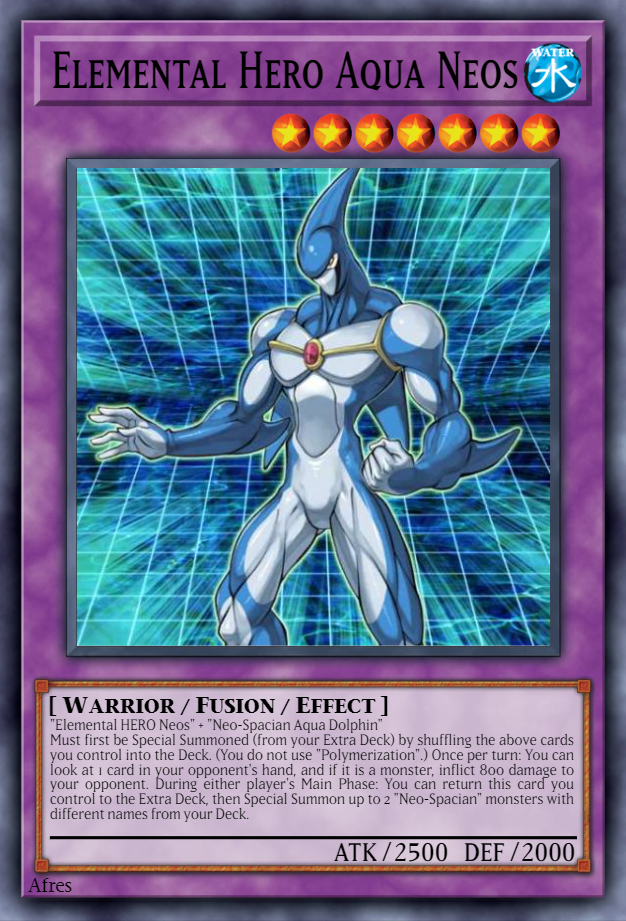 Elemental Hero Aqua Neos
WATER
水
[ Warrior / Fusion / Effect ]
"Elemental HERO Neos" + "Neo-Spacian Aqua Dolphin"
Must first be Special Summoned (from your Extra Deck) by shuffling the above cards
you control into the Deck. (You do not use "Polymerization".) Once per turn: You can
look at 1 card in your opponent's hand, and if it is a monster, inflict 800 damage to
your opponent. During either player's Main Phase: You can return this card you
control to the Extra Deck, then Special Summon up to 2 "Neo-Spacian" monsters with
different names from your Deck.
ATK/2500 DEF/2000
Afres